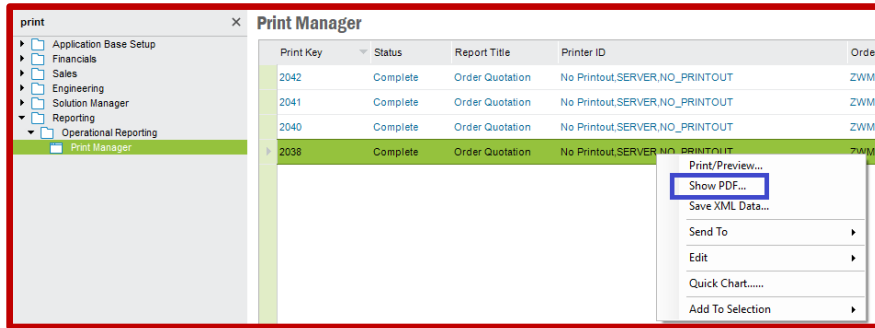 print ×
Application Base Setup
Financials
Sales
Engineering
Solution Manager
Reporting
Operational Reporting
Print Manager
Print Manager
Print Key Status Report Title Printer ID Orde
2042 Complete Order Quotation No Printout,SERVER,NO_PRINTOUT ZWM
2041 Complete Order Quotation No Printout,SERVER,NO_PRINTOUT ZWM
2040 Complete Order Quotation No Printout,SERVER,NO_PRINTOUT ZWM
2038 Complete Order Quotation No Printout,SERVER,NO_PRINTOUT ZWM
Print/Preview...
Show PDF...
Save XML Data...
Send To
Edit
Quick Chart......
Add To Selection